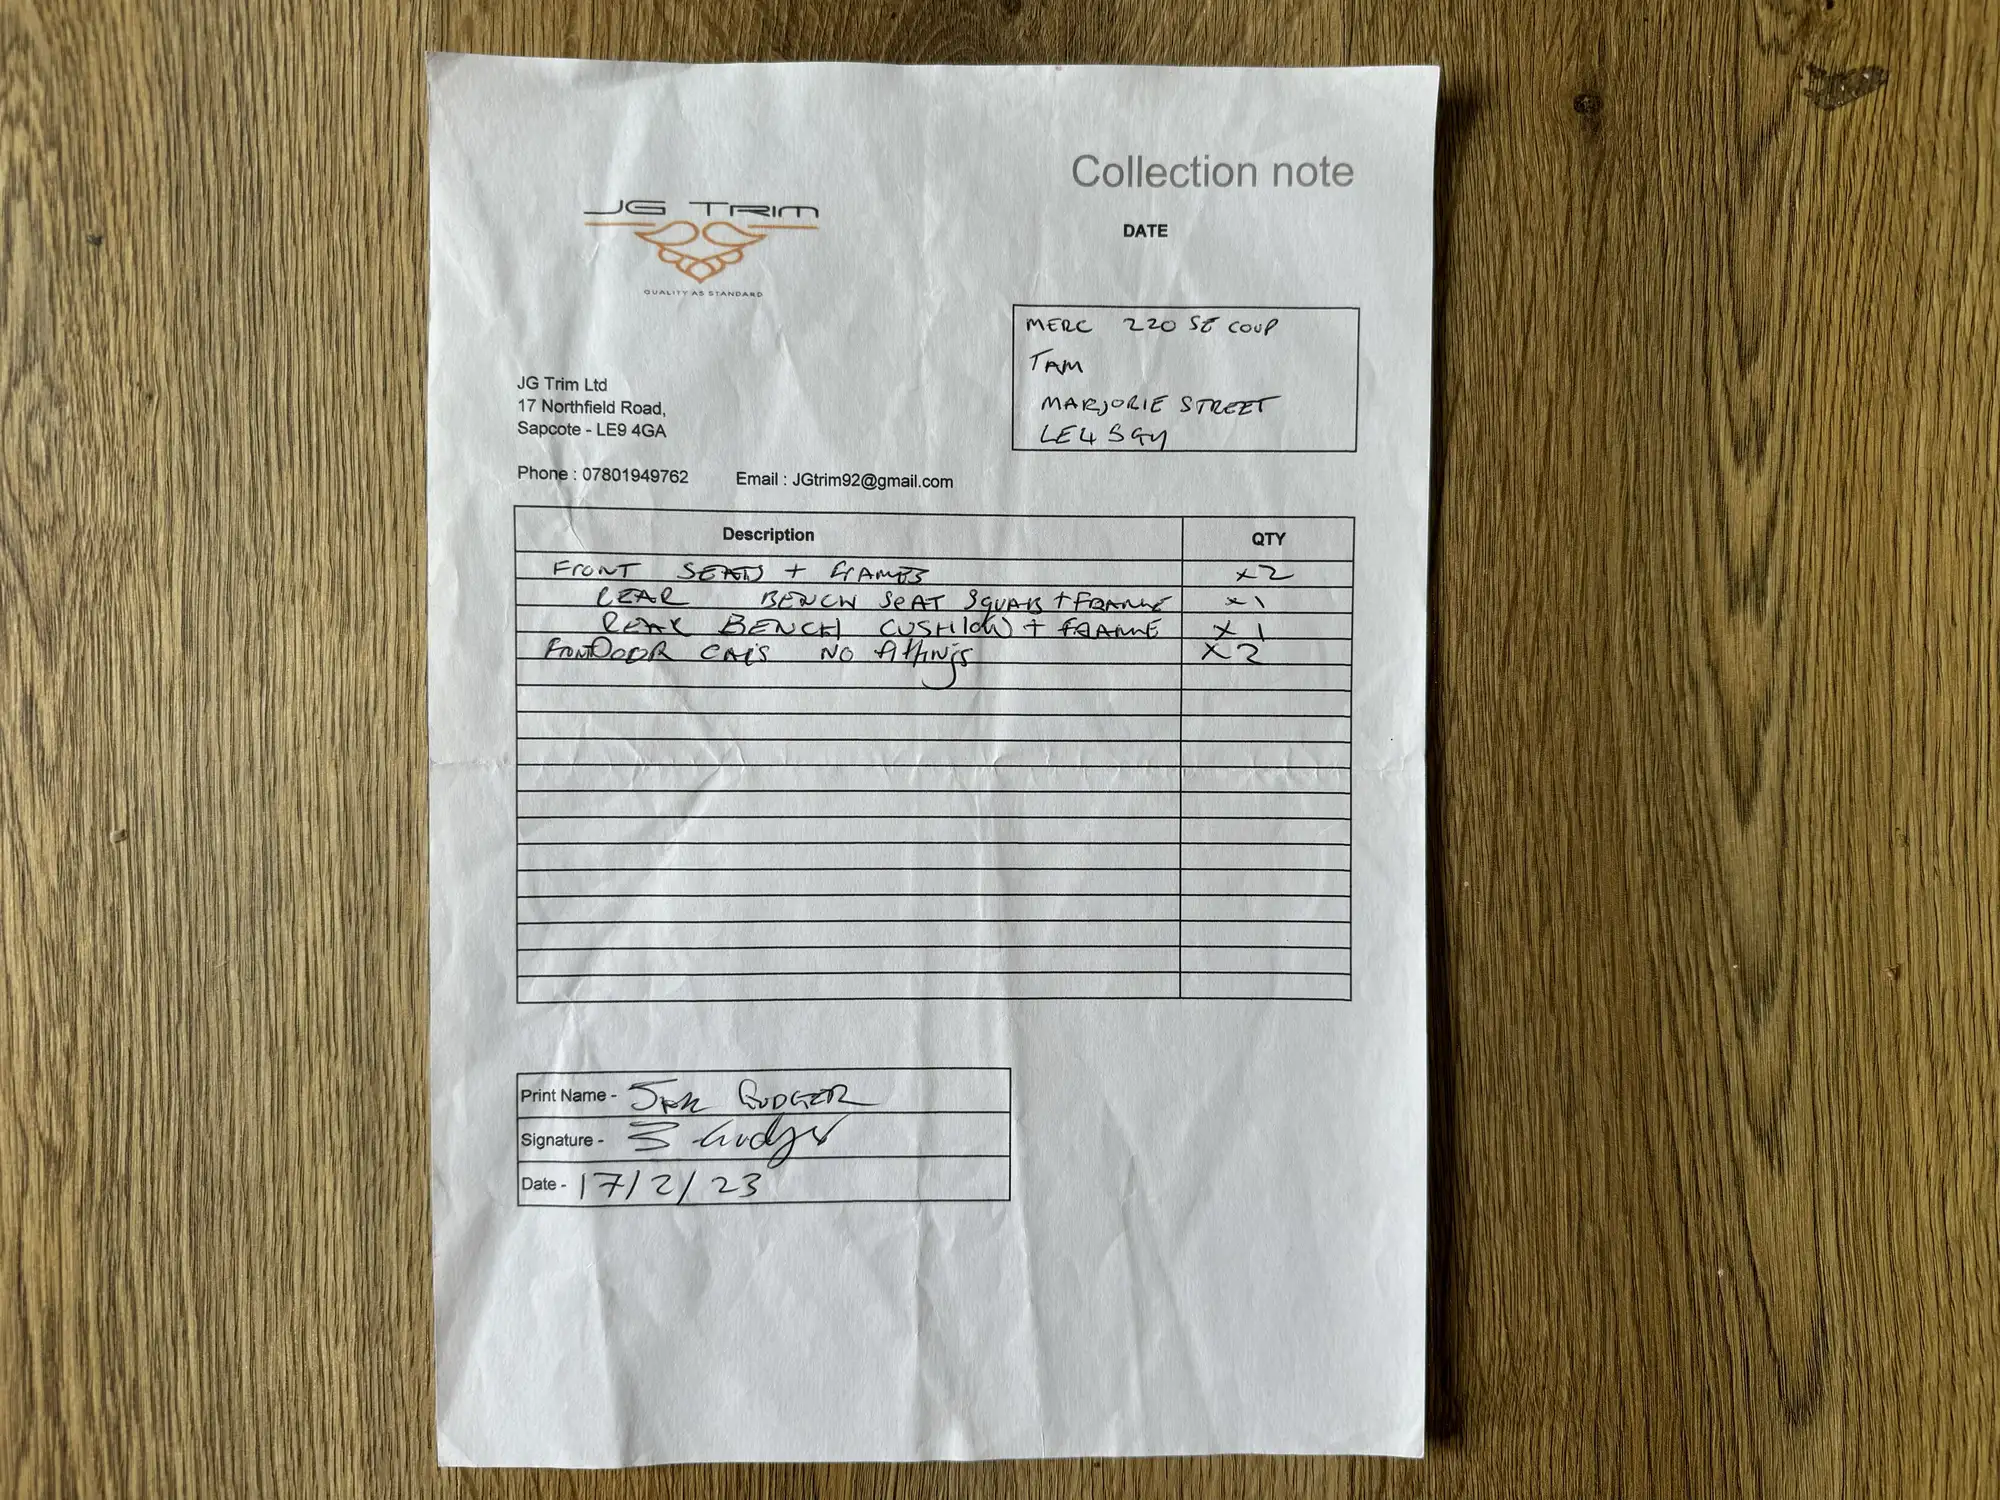 Collection note
JG TRIM
QUALITY AS STANDARD
DATE
MERC 220 SE COUP
TAM
MARJORIE STREET
LE4 5GY
JG Trim Ltd
17 Northfield Road,
Sapcote - LE9 4GA
Phone : 07801949762 Email : JGtrim92@gmail.com
Description QTY
FRONT SEATS + FRAMES x2
REAR BENCH SEAT SQUAB + FRAME x1
REAR BENCH CUSHION + FRAME x1
FRONT DOOR NO fittings x2
Print Name - GUDGER
Signature - Gudger
Date - 17/2/23